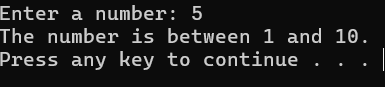 Enter a number: 5
The number is between 1 and 10.
Press any key to continue . . .